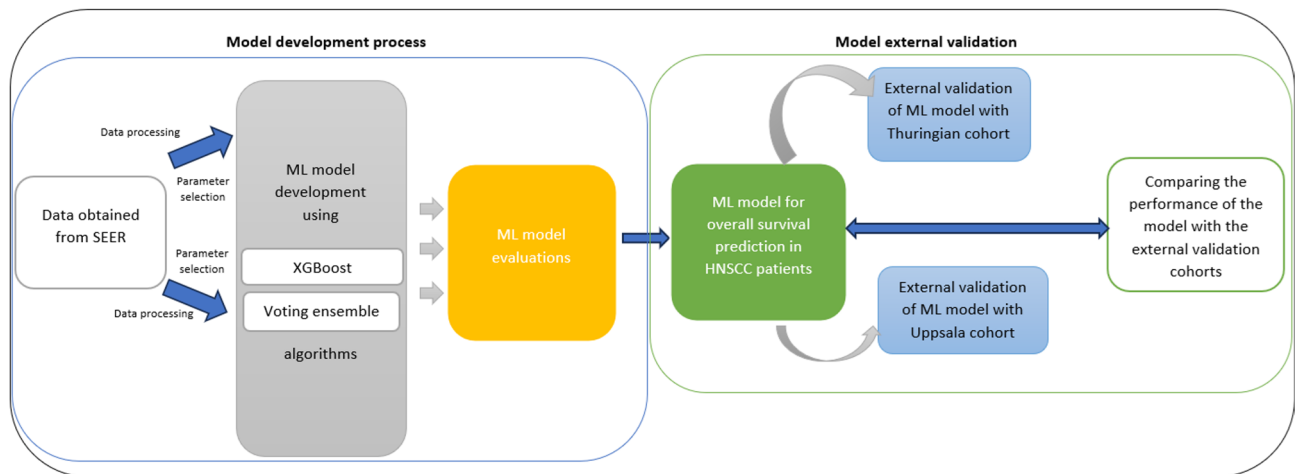 Model development process
Data obtained
from SEER
Data processing
Parameter
selection
Parameter
selection
Data processing
ML model
development
using
XGBoost
Voting ensemble
algorithms
ML model
evaluations
Model external validation
ML model for
overall survival
prediction in
HNSCC patients
External validation
of ML model with
Thuringian cohort
External validation
of ML model with
Uppsala cohort
Comparing the
performance of the
model with the
external validation
cohorts